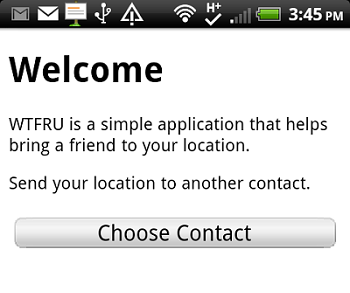 H+
3:45 PM
Welcome
WTFRU is a simple application that helps
bring a friend to your location.
Send your location to another contact.
Choose Contact